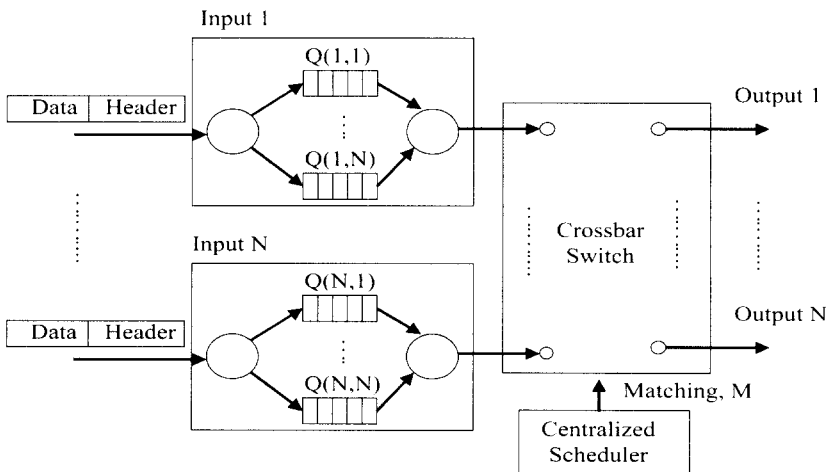 Input 1
Q(1,1)
Data Header
Q(1,N)
Output 1
Input N
Crossbar
Switch
Q(N,1)
Data Header
Q(N,N)
Output N
Matching, M
Centralized
Scheduler